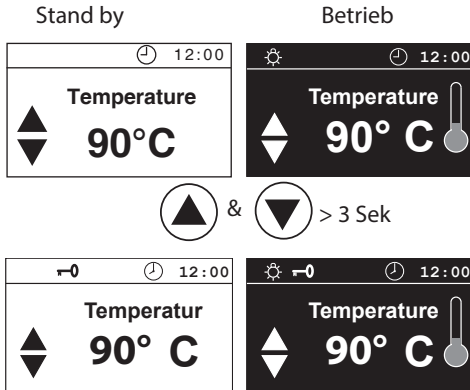 Stand by Betrieb
12:00 12:00
Temperature Temperature
90°C 90° C
& > 3 Sek
12:00 12:00
Temperatur Temperature
90° C 90° C